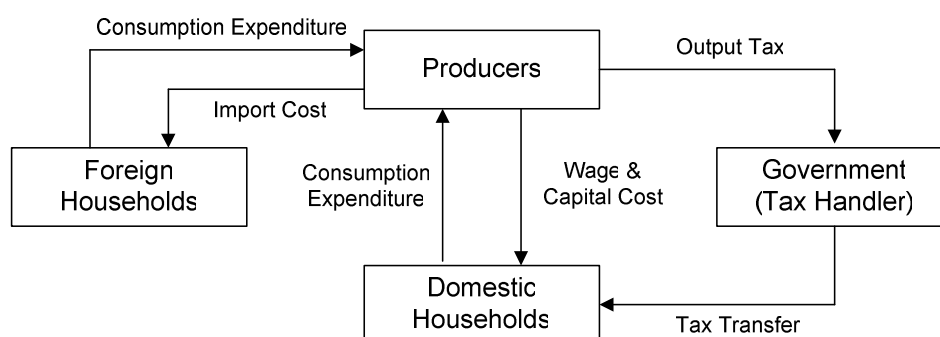 Consumption Expenditure
Producers
Output Tax
Import Cost
Foreign
Households
Consumption
Expenditure
Wage &
Capital Cost
Government
(Tax Handler)
Domestic
Households
Tax Transfer